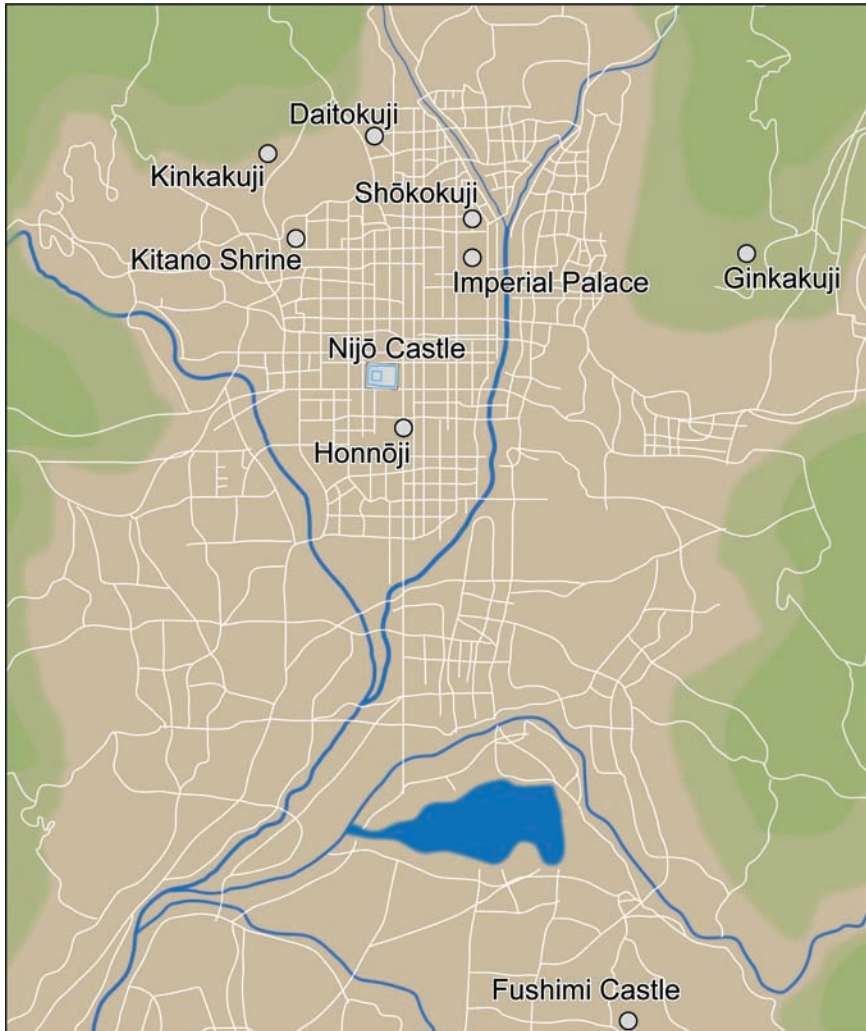 Daitokuji
Kinkakuji
Shōkokuji
Kitano Shrine
Imperial Palace
Ginkakuji
Nijō Castle
Honnōji
Fushimi Castle